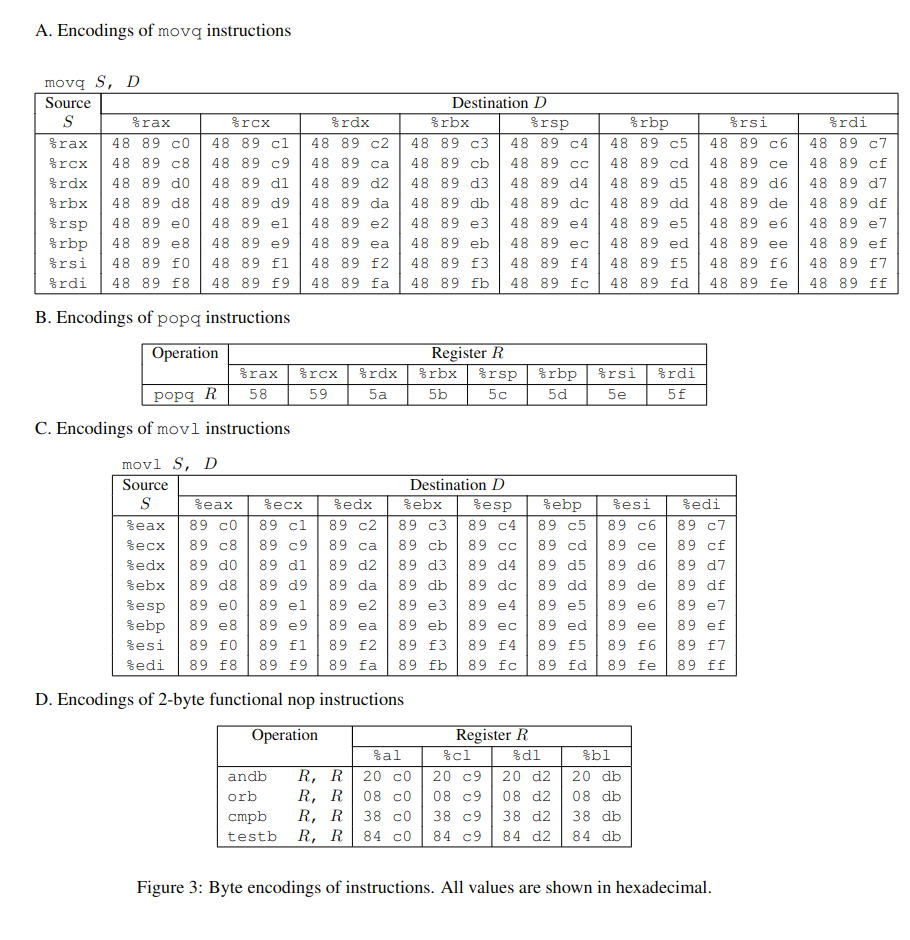 A. Encodings of movq instructions
movq S, D
Source Destination D
S %rax %rcx %rdx %rbx %rsp %rbp %rsi %rdi
%rax 48 89 c0 48 89 c1 48 89 c2 48 89 c3 48 89 c4 48 89 c5 48 89 c6 48 89 c7
%rcx 48 89 c8 48 89 c9 48 89 ca 48 89 cb 48 89 cc 48 89 cd 48 89 ce 48 89 cf
%rdx 48 89 d0 48 89 d1 48 89 d2 48 89 d3 48 89 d4 48 89 d5 48 89 d6 48 89 d7
%rbx 48 89 d8 48 89 d9 48 89 da 48 89 db 48 89 dc 48 89 dd 48 89 de 48 89 df
%rsp 48 89 e0 48 89 e1 48 89 e2 48 89 e3 48 89 e4 48 89 e5 48 89 e6 48 89 e7
%rbp 48 89 e8 48 89 e9 48 89 ea 48 89 eb 48 89 ec 48 89 ed 48 89 ee 48 89 ef
%rsi 48 89 f0 48 89 f1 48 89 f2 48 89 f3 48 89 f4 48 89 f5 48 89 f6 48 89 f7
%rdi 48 89 f8 48 89 f9 48 89 fa 48 89 fb 48 89 fc 48 89 fd 48 89 fe 48 89 ff
B. Encodings of popq instructions
Operation Register R
%rax %rcx %rdx %rbx %rsp %rbp %rsi %rdi
popq R 58 59 5a 5b 5c 5d 5e 5f
C. Encodings of movl instructions
movl S, D
Source Destination D
S %eax %ecx %edx %ebx %esp %ebp %esi %edi
%eax 89 c0 89 c1 89 c2 89 c3 89 c4 89 c5 89 c6 89 c7
%ecx 89 c8 89 c9 89 ca 89 cb 89 cc 89 cd 89 ce 89 cf
%edx 89 d0 89 d1 89 d2 89 d3 89 d4 89 d5 89 d6 89 d7
%ebx 89 d8 89 d9 89 da 89 db 89 dc 89 dd 89 de 89 df
%esp 89 e0 89 e1 89 e2 89 e3 89 e4 89 e5 89 e6 89 e7
%ebp 89 e8 89 e9 89 ea 89 eb 89 ec 89 ed 89 ee 89 ef
%esi 89 f0 89 f1 89 f2 89 f3 89 f4 89 f5 89 f6 89 f7
%edi 89 f8 89 f9 89 fa 89 fb 89 fc 89 fd 89 fe 89 ff
D. Encodings of 2-byte functional nop instructions
Operation Register R
%al %cl %dl %bl
andb R, R 20 c0 20 c9 20 d2 20 db
orb R, R 08 c0 08 c9 08 d2 08 db
cmpb R, R 38 c0 38 c9 38 d2 38 db
testb R, R 84 c0 84 c9 84 d2 84 db
Figure 3: Byte encodings of instructions. All values are shown in hexadecimal.